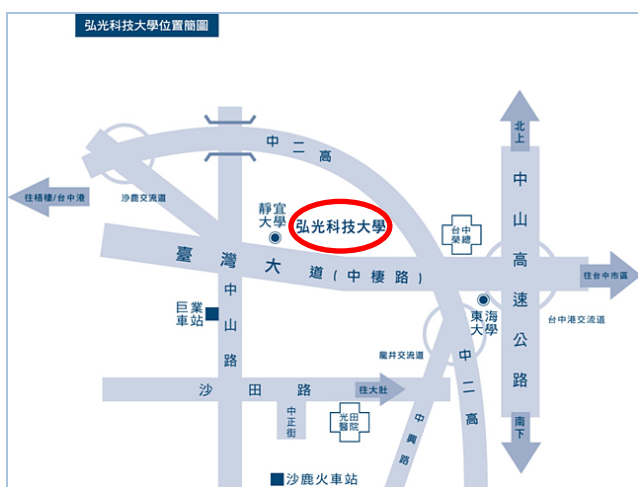 弘光科技大學位置簡圖
北上
中二高
往梧棲/台中港
沙鹿交流道
靜宜
大學
弘光科技大學
台中
榮總
中山高速公路
臺灣大道(中棲路)
往台中市區
巨業
車站
中山路
東海
大學
台中港交流道
龍井交流道
中二高
沙田路
往大肚
中正街
光田
醫院
中興路
南下
沙鹿火車站